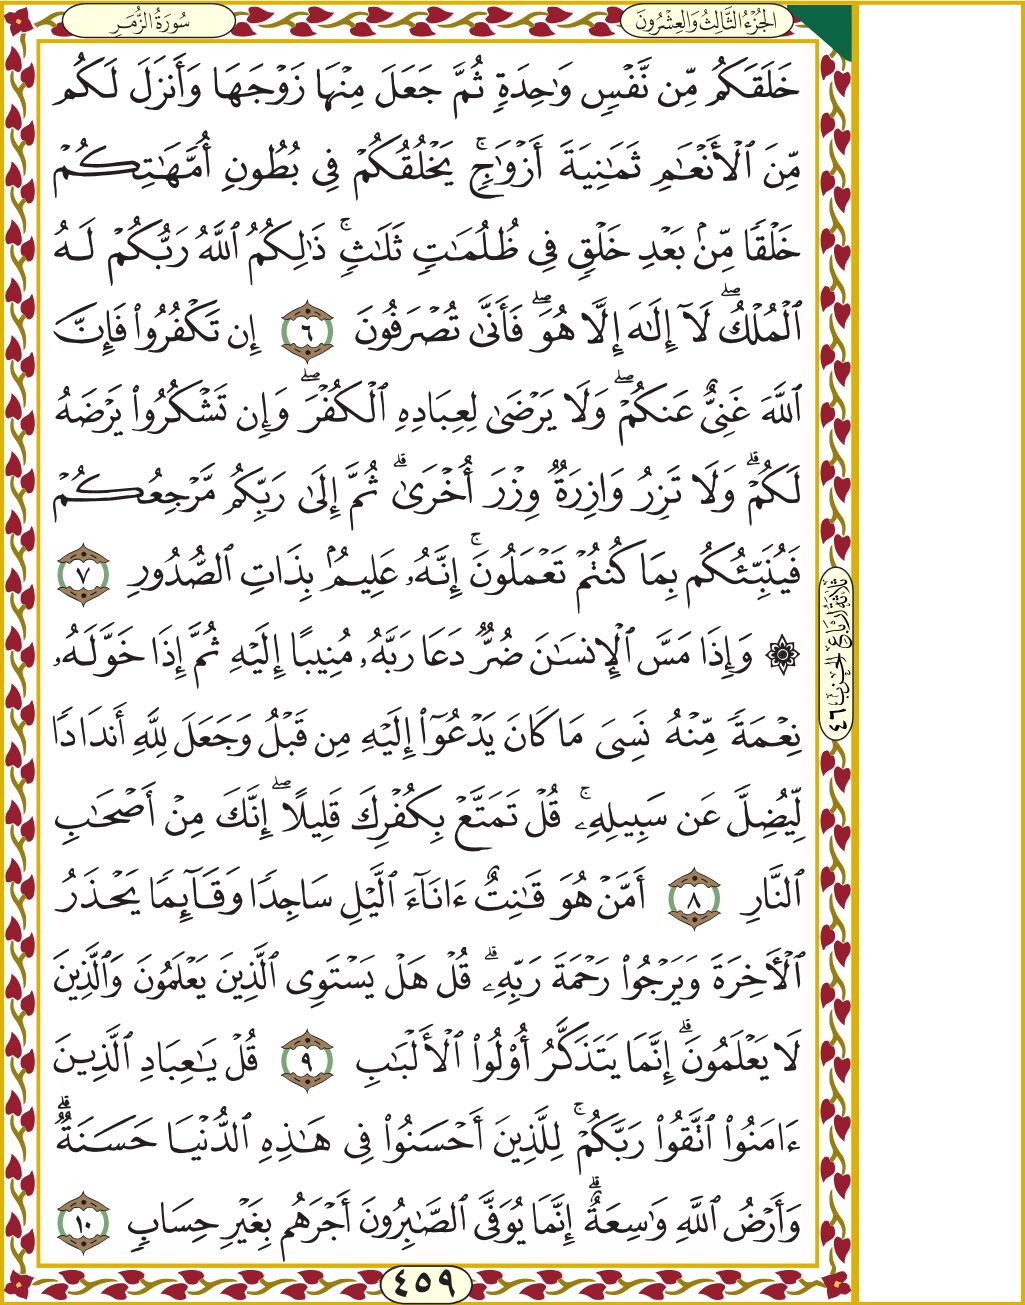 الجُزْءُ الثَّالِثُ وَالعِشْرُونَ
سُورَةُ الزُّمَرِ
خَلَقَكُم مِّن نَّفْسٍ وَٰحِدَةٍ ثُمَّ جَعَلَ مِنْهَا زَوْجَهَا وَأَنزَلَ لَكُم
مِّنَ ٱلْأَنْعَٰمِ ثَمَٰنِيَةَ أَزْوَٰجٍ ۚ يَخْلُقُكُمْ فِى بُطُونِ أُمَّهَٰتِكُمْ
خَلْقًا مِّنۢ بَعْدِ خَلْقٍ فِى ظُلُمَٰتٍ ثَلَٰثٍ ۚ ذَٰلِكُمُ ٱللَّهُ رَبُّكُمْ لَهُ
ٱلْمُلْكُ ۖ لَآ إِلَٰهَ إِلَّا هُوَ ۖ فَأَنَّىٰ تُصْرَفُونَ ٦ إِن تَكْفُرُوا۟ فَإِنَّ
ٱللَّهَ غَنِىٌّ عَنكُمْ ۖ وَلَا يَرْضَىٰ لِعِبَادِهِ ٱلْكُفْرَ ۖ وَإِن تَشْكُرُوا۟ يَرْضَهُ
لَكُمْ ۗ وَلَا تَزِرُ وَازِرَةٌ وِزْرَ أُخْرَىٰ ۗ ثُمَّ إِلَىٰ رَبِّكُم مَّرْجِعُكُمْ
فَيُنَبِّئُكُم بِمَا كُنتُمْ تَعْمَلُونَ ۚ إِنَّهُۥ عَلِيمٌۢ بِذَاتِ ٱلصُّدُورِ ٧
۞ وَإِذَا مَسَّ ٱلْإِنسَٰنَ ضُرٌّ دَعَا رَبَّهُۥ مُنِيبًا إِلَيْهِ ثُمَّ إِذَا خَوَّلَهُۥ
نِعْمَةً مِّنْهُ نَسِىَ مَا كَانَ يَدْعُوٓا۟ إِلَيْهِ مِن قَبْلُ وَجَعَلَ لِلَّهِ أَندَادًا
لِّيُضِلَّ عَن سَبِيلِهِۦ ۚ قُلْ تَمَتَّعْ بِكُفْرِكَ قَلِيلًا ۖ إِنَّكَ مِنْ أَصْحَٰبِ
ٱلنَّارِ ٨ أَمَّنْ هُوَ قَٰنِتٌ ءَانَآءَ ٱلَّيْلِ سَاجِدًا وَقَآئِمًا يَحْذَرُ
ٱلْءَاخِرَةَ وَيَرْجُوا۟ رَحْمَةَ رَبِّهِۦ ۗ قُلْ هَلْ يَسْتَوِى ٱلَّذِينَ يَعْلَمُونَ وَٱلَّذِينَ
لَا يَعْلَمُونَ ۗ إِنَّمَا يَتَذَكَّرُ أُو۟لُوا۟ ٱلْأَلْبَٰبِ ٩ قُلْ يَٰعِبَادِ ٱلَّذِينَ
ءَامَنُوا۟ ٱتَّقُوا۟ رَبَّكُمْ ۚ لِلَّذِينَ أَحْسَنُوا۟ فِى هَٰذِهِ ٱلدُّنْيَا حَسَنَةٌ ۗ
وَأَرْضُ ٱللَّهِ وَٰسِعَةٌ ۗ إِنَّمَا يُوَفَّى ٱلصَّٰبِرُونَ أَجْرَهُم بِغَيْرِ حِسَابٍ ١٠
ثَلَاثَةُ أَرْبَاعِ الحِزْبِ ٤٦
٤٥٩